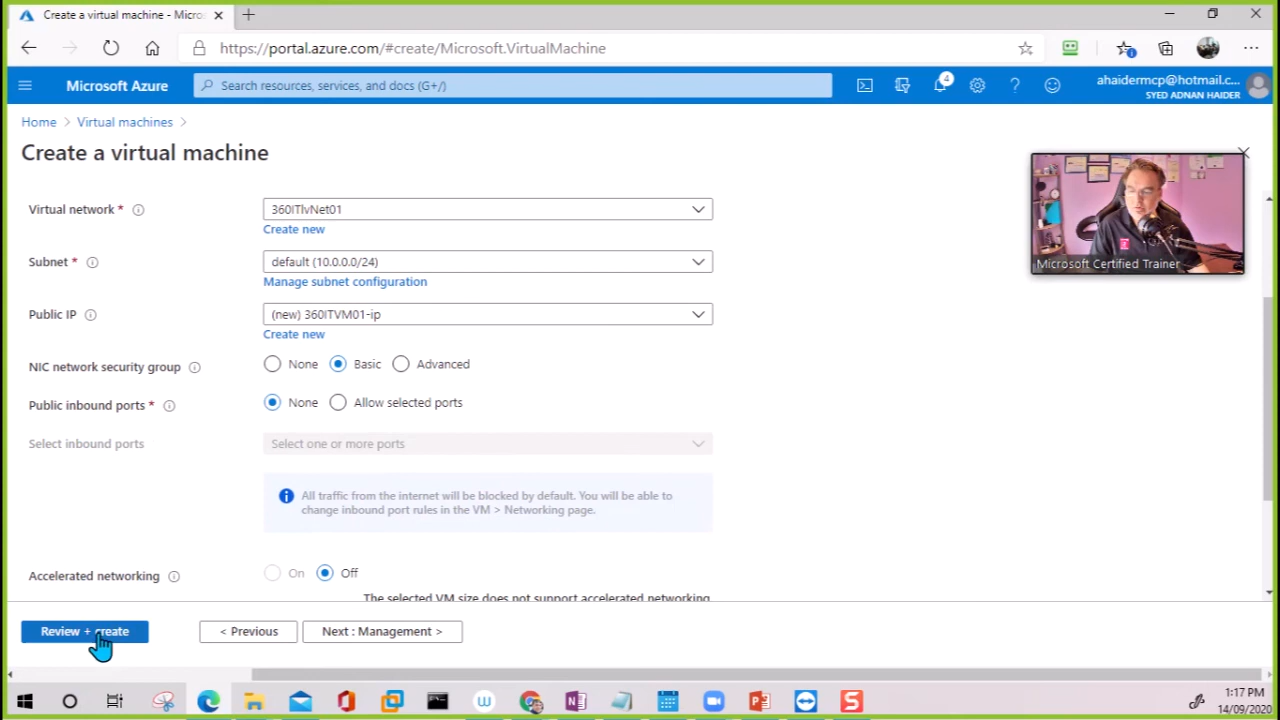 Create a virtual machine - Micro
https://portal.azure.com/#create/Microsoft.VirtualMachine
Microsoft Azure
Search resources, services, and docs (G+/)
4
ahaidermcp@hotmail.c...
SYED ADNAN HAIDER
Home > Virtual machines >
Create a virtual machine
Microsoft Certified Trainer
Virtual network *
360ITlvNet01
Create new
Subnet *
default (10.0.0.0/24)
Manage subnet configuration
Public IP
(new) 360ITVM01-ip
Create new
NIC network security group
None Basic Advanced
Public inbound ports *
None Allow selected ports
Select inbound ports
Select one or more ports
All traffic from the internet will be blocked by default. You will be able to
change inbound port rules in the VM > Networking page.
Accelerated networking
On Off
The selected VM size does not support accelerated networking
Review + create
< Previous
Next : Management >
1:17 PM
14/09/2020